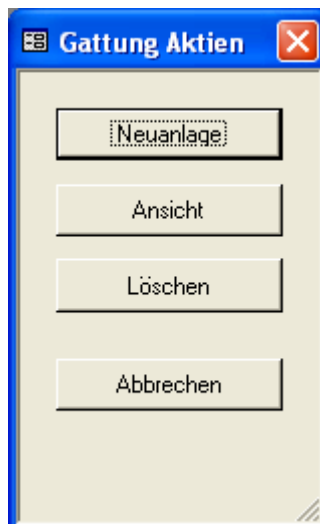 Gattung Aktien
Neuanlage
Ansicht
Löschen
Abbrechen